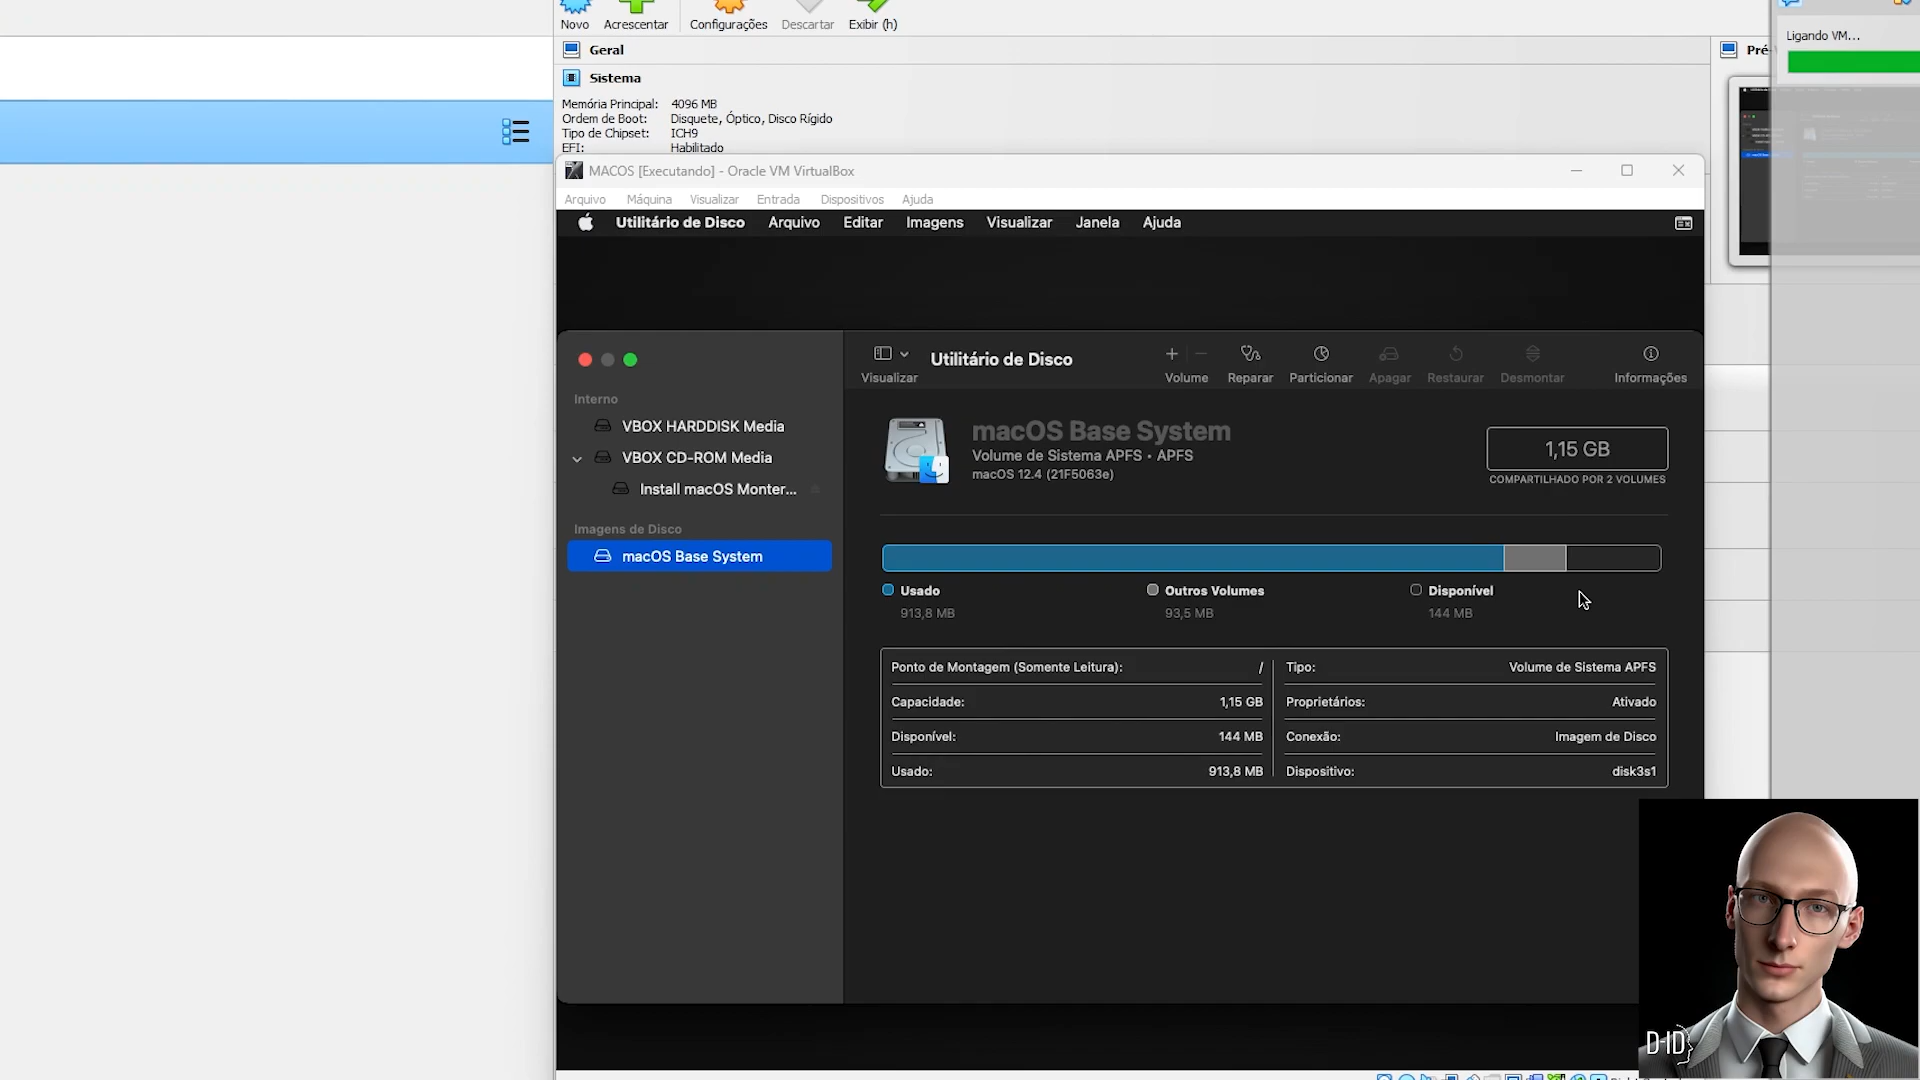 Novo Acrescentar Configurações Descartar Exibir (h)
Geral
Sistema
Memória Principal: 4096 MB
Ordem de Boot: Disquete, Óptico, Disco Rígido
Tipo de Chipset: ICH9
EFI: Habilitado
Ligando VM...
MACOS [Executando] - Oracle VM VirtualBox
Arquivo Máquina Visualizar Entrada Dispositivos Ajuda
Utilitário de Disco Arquivo Editar Imagens Visualizar Janela Ajuda
Utilitário de Disco
Visualizar
Volume Reparar Particionar Apagar Restaurar Desmontar Informações
Interno
VBOX HARDDISK Media
VBOX CD-ROM Media
Install macOS Monter...
Imagens de Disco
macOS Base System
macOS Base System
Volume de Sistema APFS • APFS
macOS 12.4 (21F5063e)
1,15 GB
COMPARTILHADO POR 2 VOLUMES
Usado
913,8 MB
Outros Volumes
93,5 MB
Disponível
144 MB
Ponto de Montagem (Somente Leitura): /
Capacidade: 1,15 GB
Disponível: 144 MB
Usado: 913,8 MB
Tipo: Volume de Sistema APFS
Proprietários: Ativado
Conexão: Imagem de Disco
Dispositivo: disk3s1
D-ID